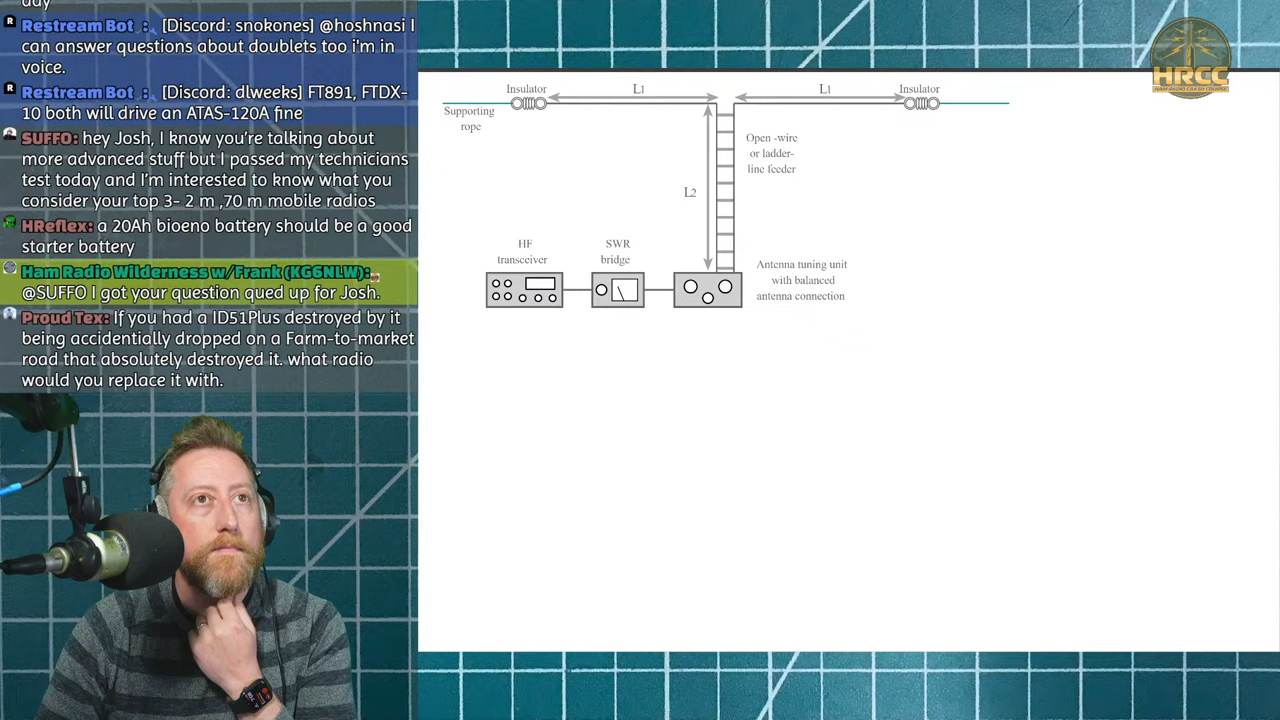 day
Restream Bot : [Discord: snokones] @hoshnasi I
can answer questions about doublets too i'm in
voice.
Restream Bot : [Discord: dlweeks] FT891, FTDX-
10 both will drive an ATAS-120A fine
SUFFO: hey Josh, I know you're talking about
more advanced stuff but I passed my technicians
test today and I'm interested to know what you
consider your top 3- 2 m ,70 m mobile radios
HReflex: a 20Ah bioeno battery should be a good
starter battery
Ham Radio Wilderness w/Frank (KG6NLW):
@SUFFO I got your question qued up for Josh.
Proud Tex: If you had a ID51Plus destroyed by it
being accidentially dropped on a Farm-to-market
road that absolutely destroyed it. what radio
would you replace it with.
HRCC
HAM RADIO CRASH COURSE
Insulator
L1
L1
Insulator
Supporting
rope
Open -wire
or ladder-
line feeder
L2
HF
transceiver
SWR
bridge
Antenna tuning unit
with balanced
antenna connection